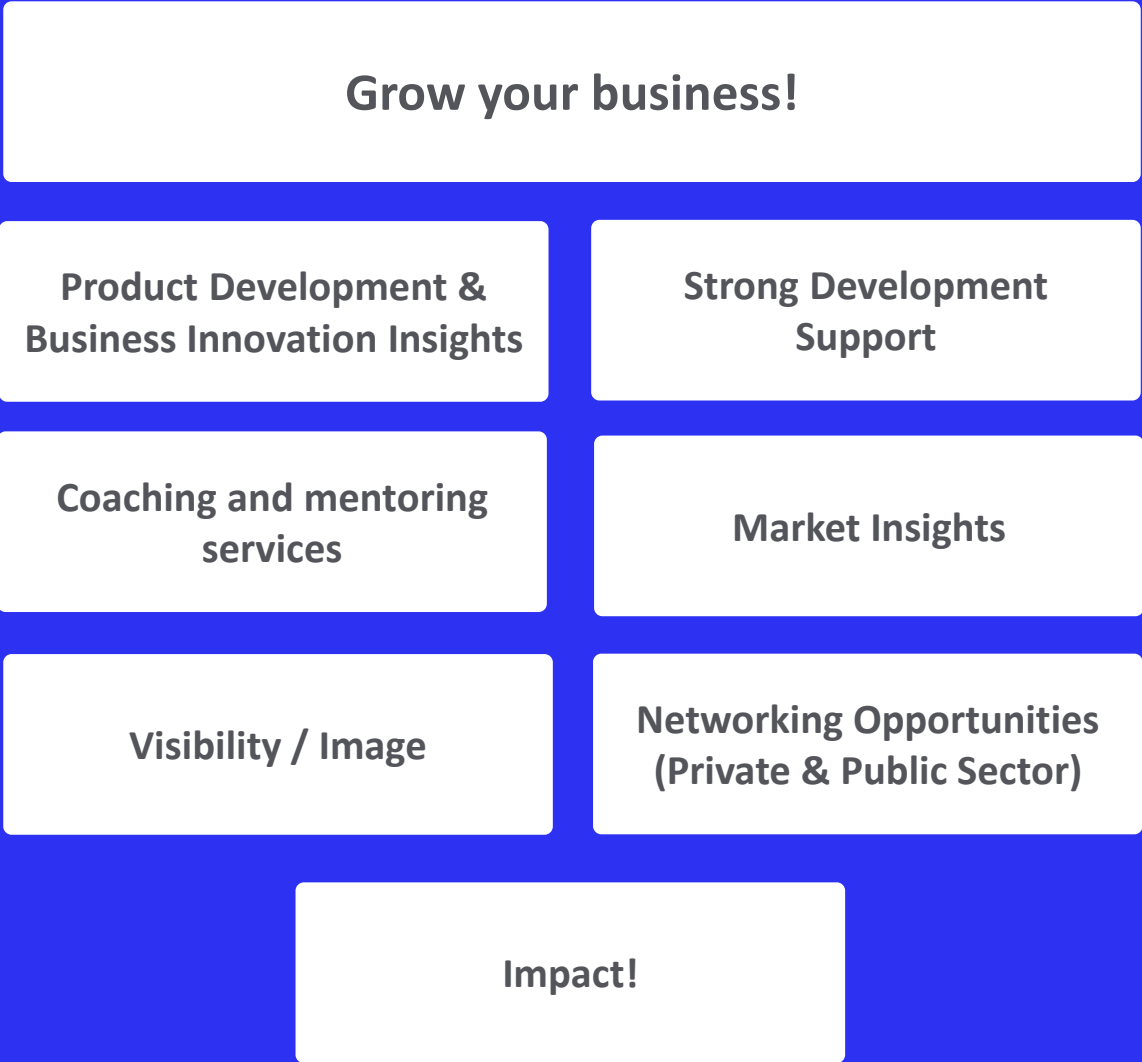 Grow your business!
Product Development &
Business Innovation Insights
Strong Development
Support
Coaching and mentoring
services
Market Insights
Visibility / Image
Networking Opportunities
(Private & Public Sector)
Impact!